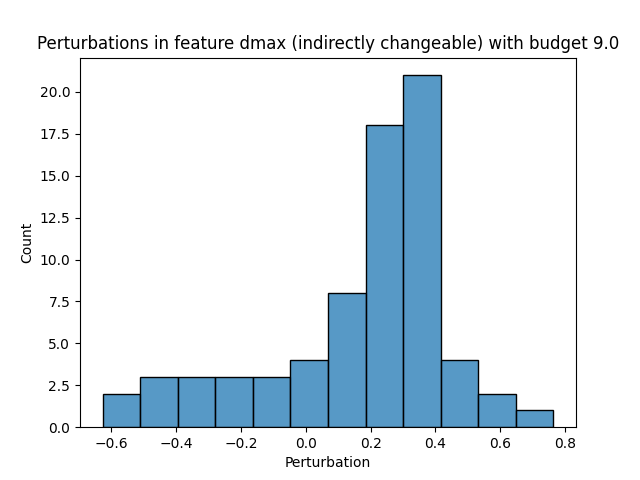 Perturbations in feature dmax (indirectly changeable) with budget 9.0
20.0
17.5
15.0
12.5
10.0
7.5
5.0
2.5
0.0
Count
−0.6 −0.4 −0.2 0.0 0.2 0.4 0.6 0.8
Perturbation